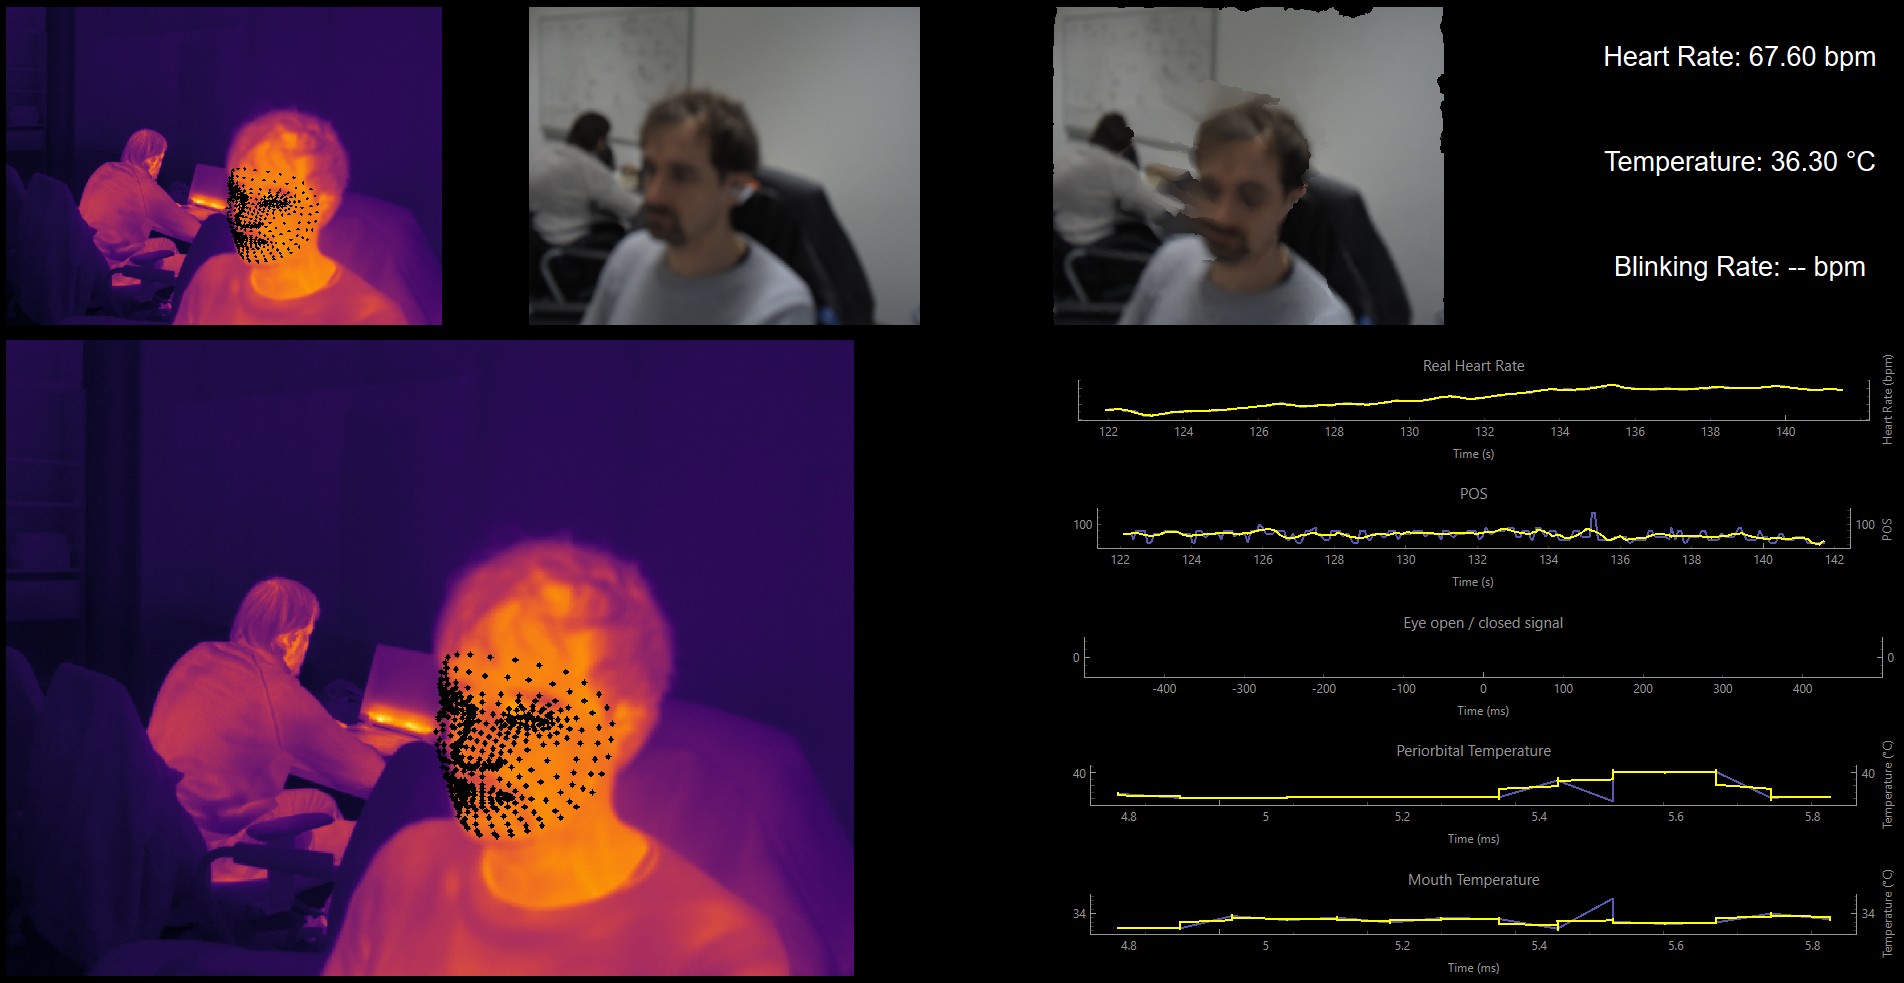 Heart Rate: 67.60 bpm
Temperature: 36.30 °C
Blinking Rate: -- bpm
Real Heart Rate
Heart Rate (bpm)
122 124 126 128 130 132 134 136 138 140
Time (s)
POS
100 100 POS
122 124 126 128 130 132 134 136 138 140 142
Time (s)
Eye open / closed signal
0 0
-400 -300 -200 -100 0 100 200 300 400
Time (ms)
Periorbital Temperature
40 40 Temperature (°C)
4.8 5 5.2 5.4 5.6 5.8
Time (ms)
Mouth Temperature
34 34 Temperature (°C)
4.8 5 5.2 5.4 5.6 5.8
Time (ms)